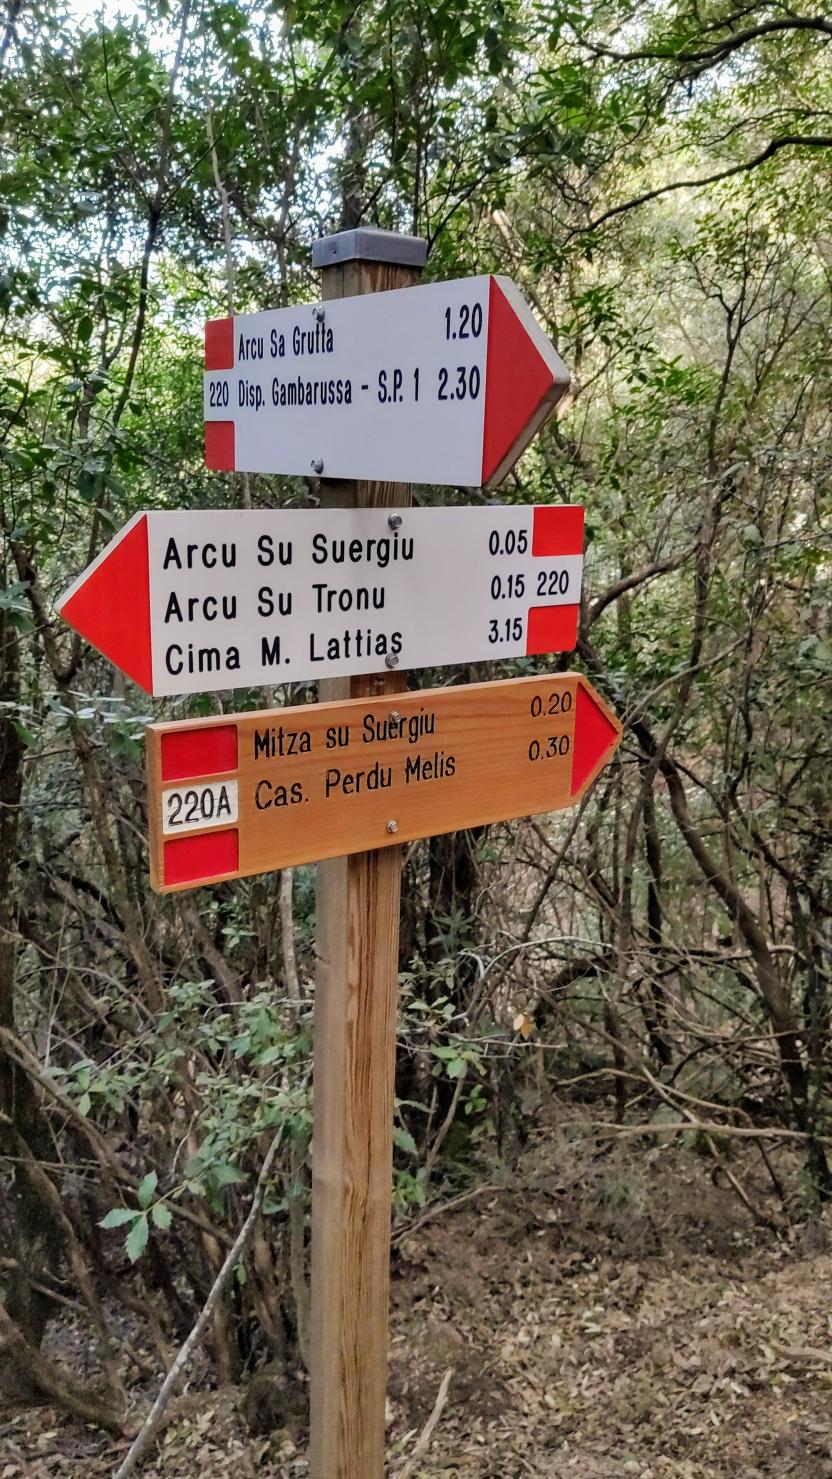 Arcu Sa Grutta 1.20
220 Disp. Gambarussa - S.P. 1 2.30
Arcu Su Suergiu 0.05
Arcu Su Tronu 0.15 220
Cima M. Lattias 3.15
Mitza su Suergiu 0.20
220A Cas. Perdu Melis 0.30